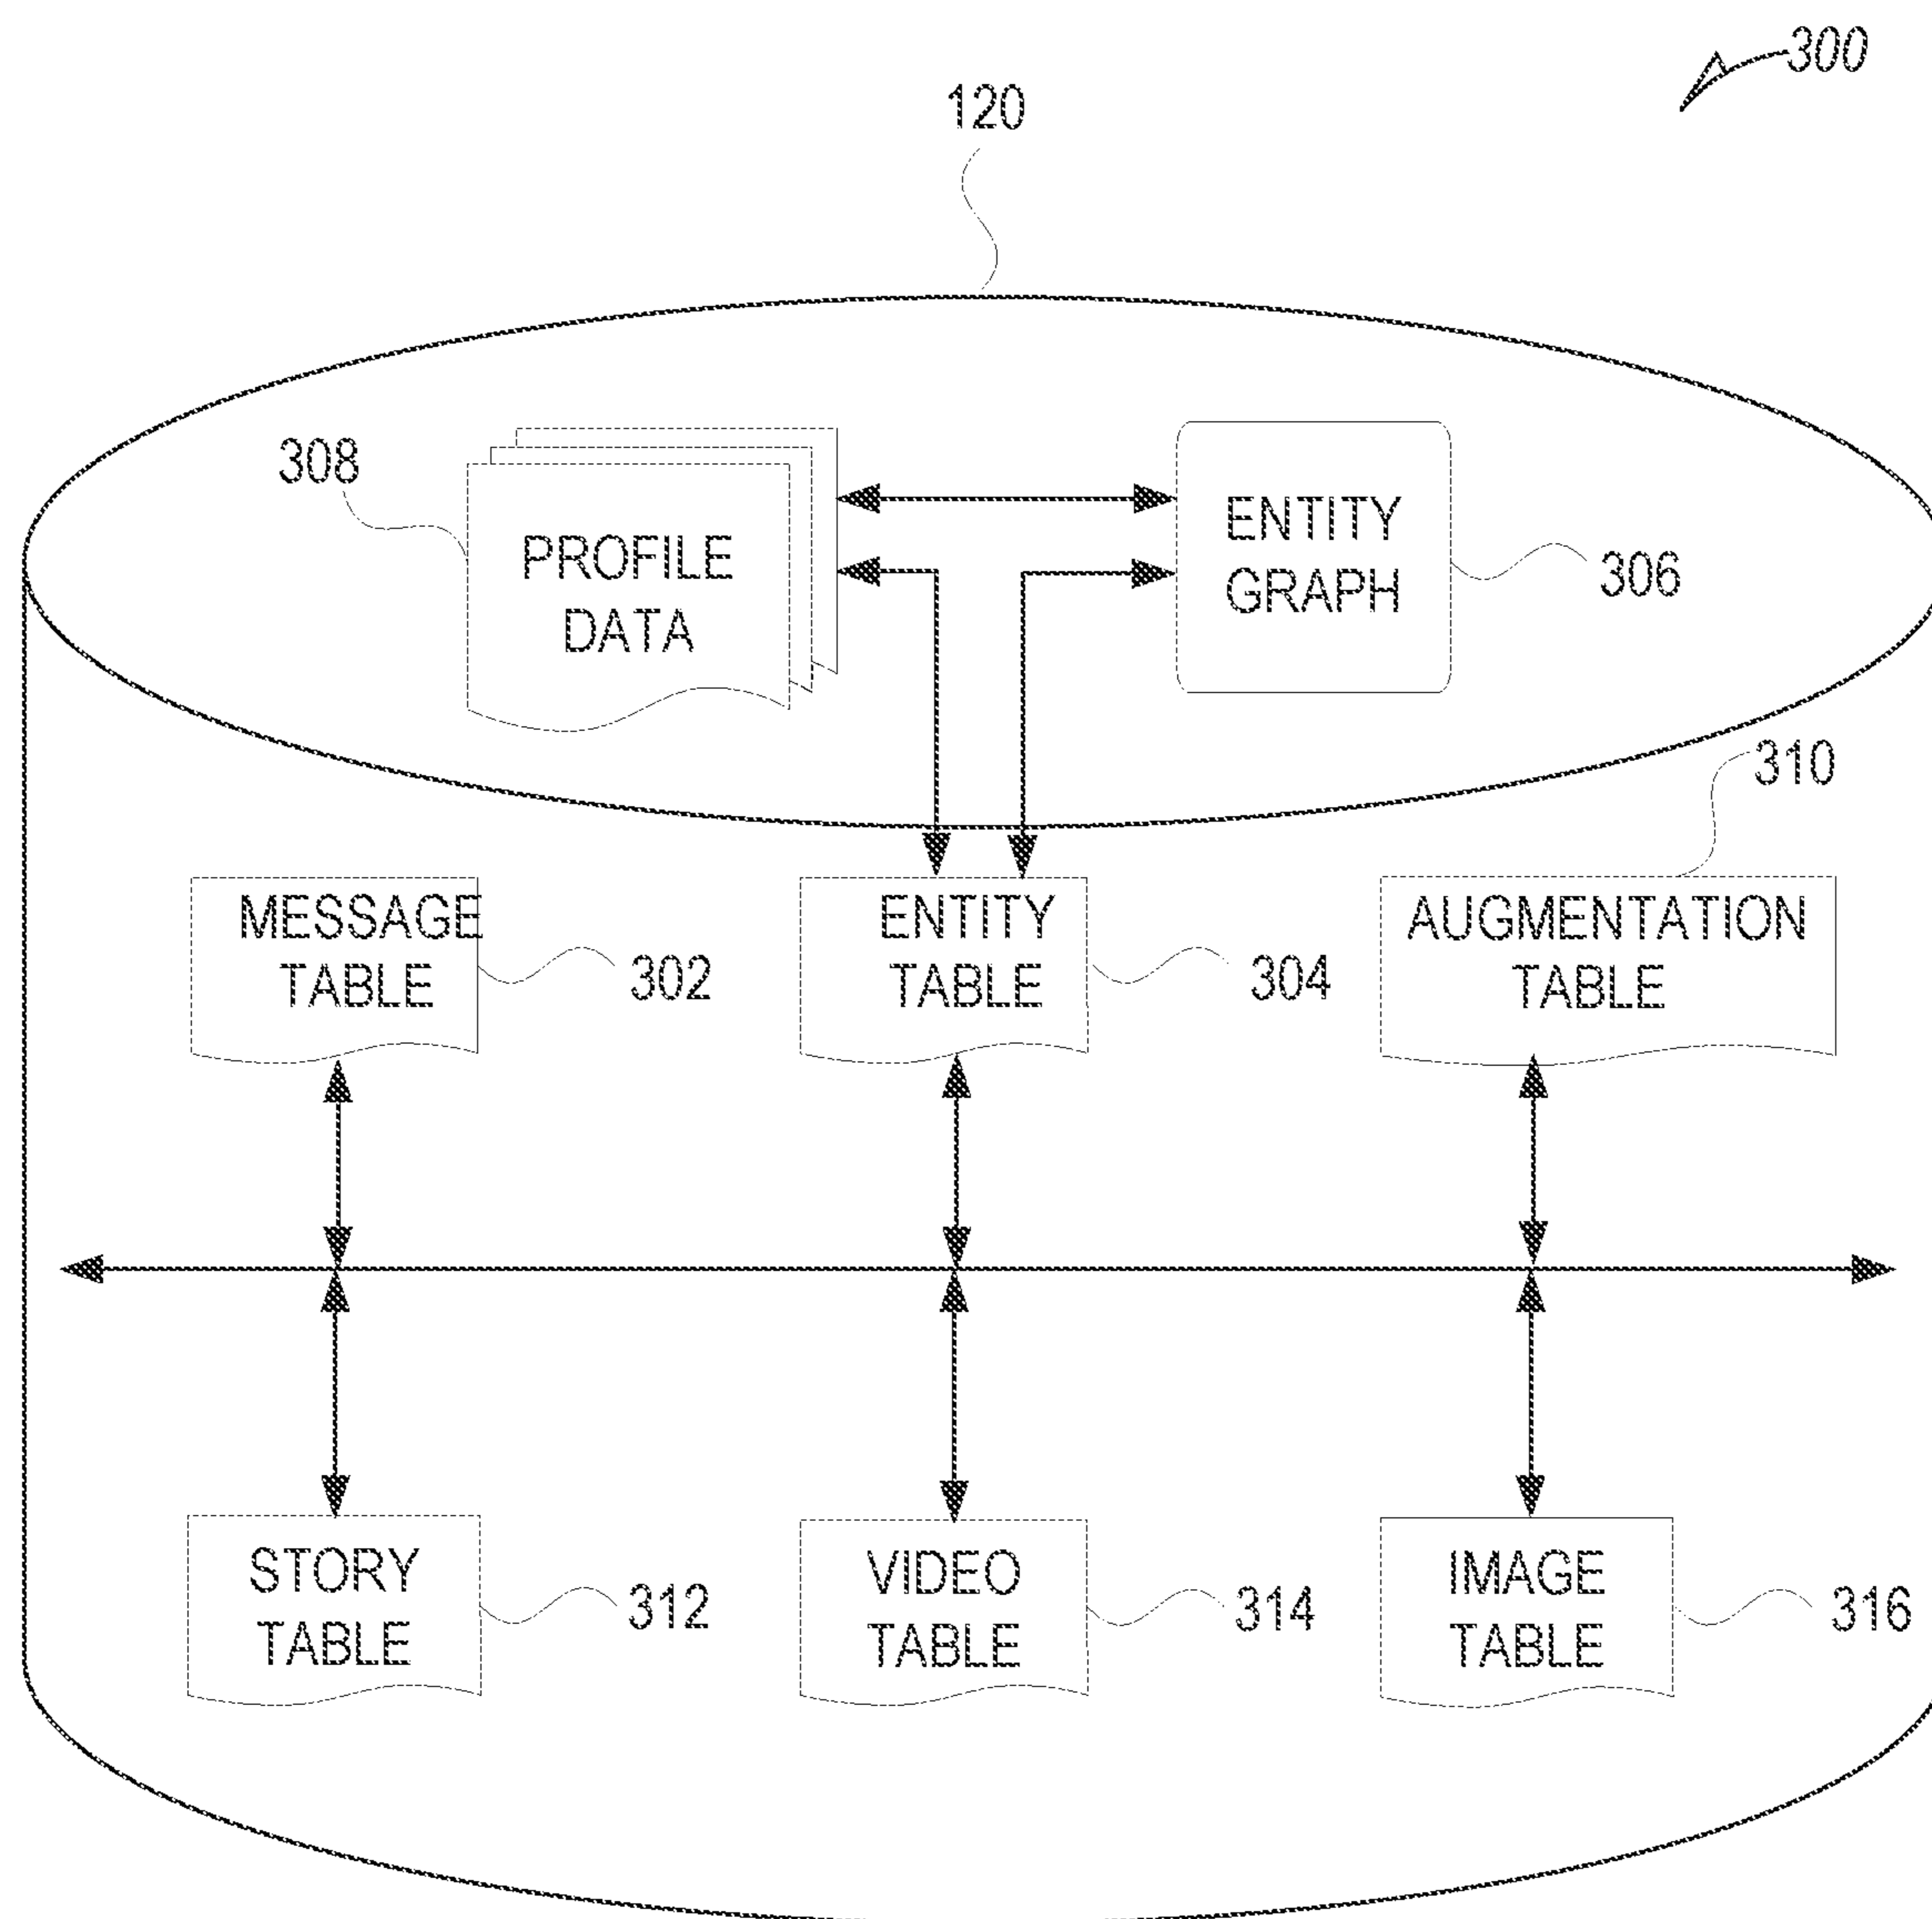 300
120
308
PROFILE
DATA
ENTITY
GRAPH
306
310
MESSAGE
TABLE
302
ENTITY
TABLE
304
AUGMENTATION
TABLE
STORY
TABLE
312
VIDEO
TABLE
314
IMAGE
TABLE
316